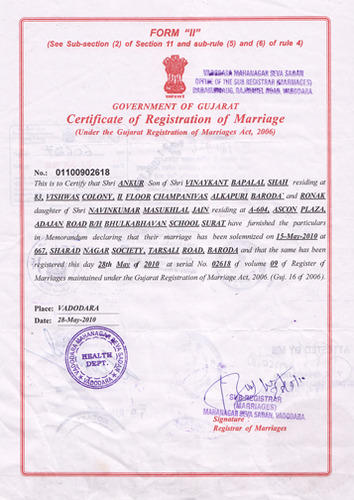 FORM "II"
(See Sub-section (2) of Section 11 and sub-rule (5) and (6) of rule 4)
VADODARA MAHANAGAR SEVA SADAN
OFFICE OF THE SUB REGISTRAR (MARRIAGES)
ROAD, VADODARA
GOVERNMENT OF GUJARAT
Certificate of Registration of Marriage
(Under the Gujarat Registration of Marriages Act, 2006)
No.: 01100902618
This is to Certify that Shri ANKUR Son of Shri VINAYKANT BAPALAL SHAH residing at
83, VISHWAS COLONY, II FLOOR CHAMPANIVAS ALKAPURI BARODA' and RONAK
daughter of Shri NAVINKUMAR MASUKHLAL JAIN residing at A-604, ASCON PLAZA,
ADAJAN ROAD B/H BHULKABHAVAN SCHOOL SURAT have furnished the particulars
in Memorandum declaring that their marriage has been solemnized on 15-May-2010 at
667, SHARAD NAGAR SOCIETY, TARSALI ROAD, BARODA and that the same has been
registered this day 28th May of 2010 at serial No. 02618 of volume 09 of Register of
Marriages maintained under the Gujarat Registration of Marriage Act, 2006. (Guj. 16 of 2006).
Place: VADODARA
Date: 28-May-2010
VADODARA MAHANAGAR SEVA SADAN
HEALTH
DEPT.
VADODARA
SUB REGISTRAR
(MARRIAGES)
MAHANAGAR SEVA SADAN, VADODARA
Signature
Registrar of Marriages